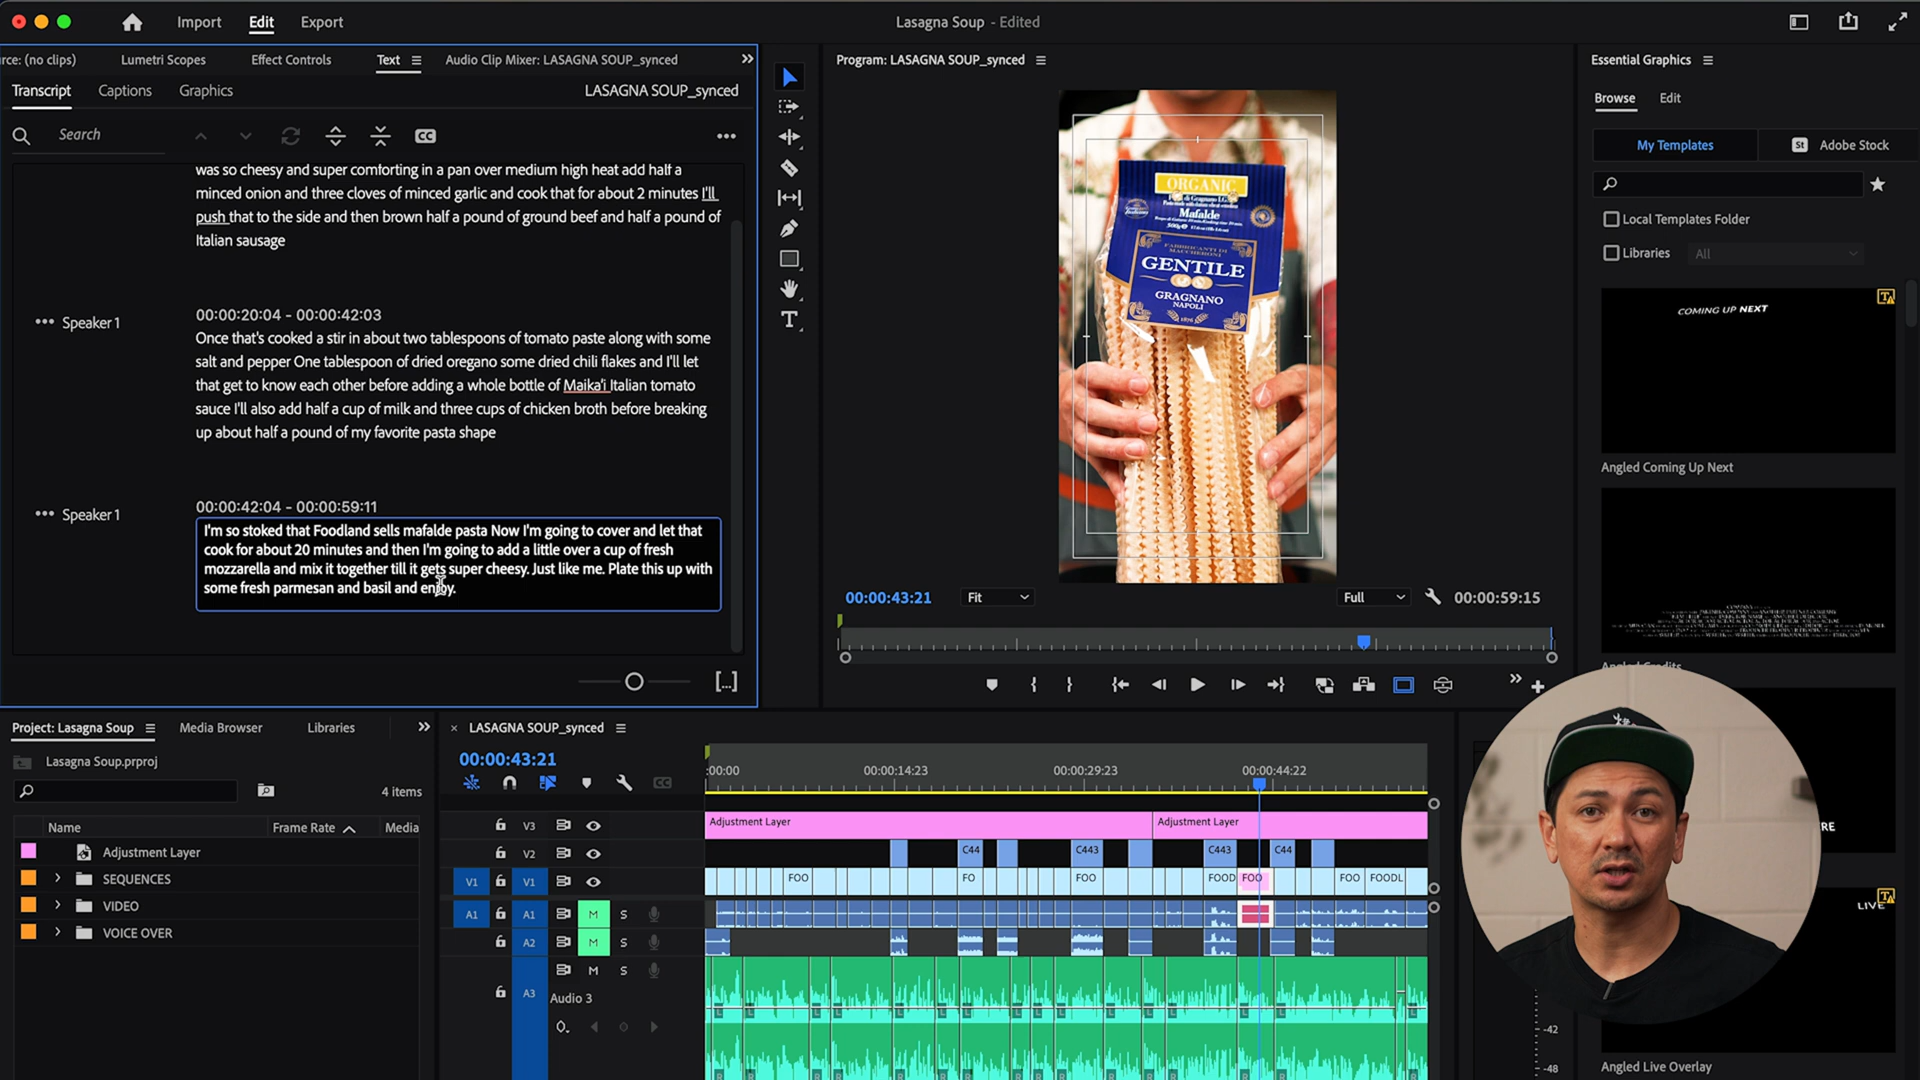 Import
Edit
Export
Lasagna Soup - Edited
rce: (no clips)
Lumetri Scopes
Effect Controls
Text
Audio Clip Mixer: LASAGNA SOUP_synced
Transcript
Captions
Graphics
LASAGNA SOUP_synced
Search
CC
was so cheesy and super comforting in a pan over medium high heat add half a
minced onion and three cloves of minced garlic and cook that for about 2 minutes I'll
push that to the side and then brown half a pound of ground beef and half a pound of
Italian sausage
Speaker 1
00:00:20:04 - 00:00:42:03
Once that's cooked a stir in about two tablespoons of tomato paste along with some
salt and pepper One tablespoon of dried oregano some dried chili flakes and I'll let
that get to know each other before adding a whole bottle of Maika'i Italian tomato
sauce I'll also add half a cup of milk and three cups of chicken broth before breaking
up about half a pound of my favorite pasta shape
Speaker 1
00:00:42:04 - 00:00:59:11
I'm so stoked that Foodland sells mafalde pasta Now I'm going to cover and let that
cook for about 20 minutes and then I'm going to add a little over a cup of fresh
mozzarella and mix it together till it gets super cheesy. Just like me. Plate this up with
some fresh parmesan and basil and enjoy.
[...]
Program: LASAGNA SOUP_synced
ORGANIC
Mafalde
500g
GENTILE
GRAGNANO
NAPOLI
1876
00:00:43:21
Fit
Full
00:00:59:15
Essential Graphics
Browse
Edit
My Templates
St
Adobe Stock
Local Templates Folder
Libraries
All
COMING UP NEXT
Angled Coming Up Next
Angled Credits
RE
LIVE
Angled Live Overlay
-42
-48
Project: Lasagna Soup
Media Browser
Libraries
Lasagna Soup.prproj
4 items
Name
Frame Rate
Media
Adjustment Layer
SEQUENCES
VIDEO
VOICE OVER
LASAGNA SOUP_synced
00:00:43:21
CC
:00:00
00:00:14:23
00:00:29:23
00:00:44:22
V3
Adjustment Layer
Adjustment Layer
V2
C44
C443
C443
C44
V1
V1
FOO
FO
FOO
FOOD
FOO
FOO
FOODL
A1
A1
M
S
A2
M
S
A3
M
S
Audio 3